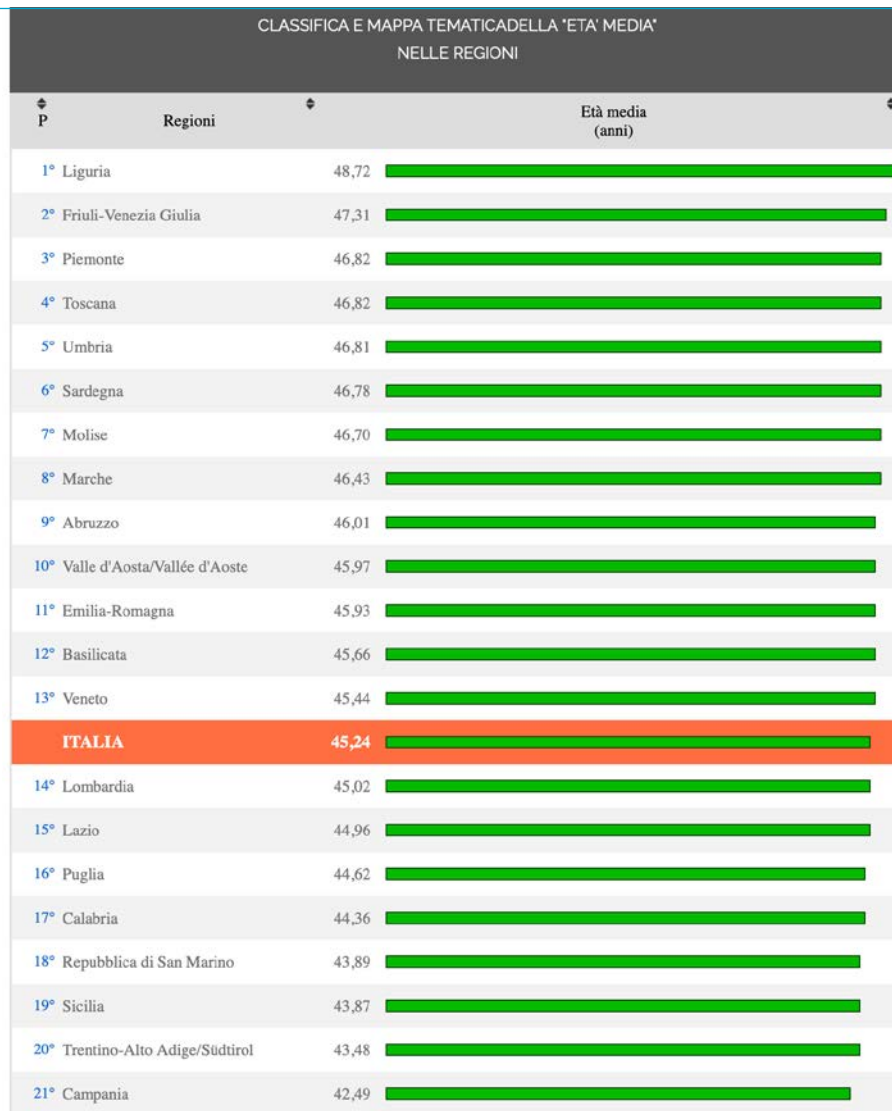 CLASSIFICA E MAPPA TEMATICADELLA "ETA' MEDIA"
NELLE REGIONI
P Regioni Età media
(anni)
1° Liguria 48,72
2° Friuli-Venezia Giulia 47,31
3° Piemonte 46,82
4° Toscana 46,82
5° Umbria 46,81
6° Sardegna 46,78
7° Molise 46,70
8° Marche 46,43
9° Abruzzo 46,01
10° Valle d'Aosta/Vallée d'Aoste 45,97
11° Emilia-Romagna 45,93
12° Basilicata 45,66
13° Veneto 45,44
ITALIA 45,24
14° Lombardia 45,02
15° Lazio 44,96
16° Puglia 44,62
17° Calabria 44,36
18° Repubblica di San Marino 43,89
19° Sicilia 43,87
20° Trentino-Alto Adige/Südtirol 43,48
21° Campania 42,49